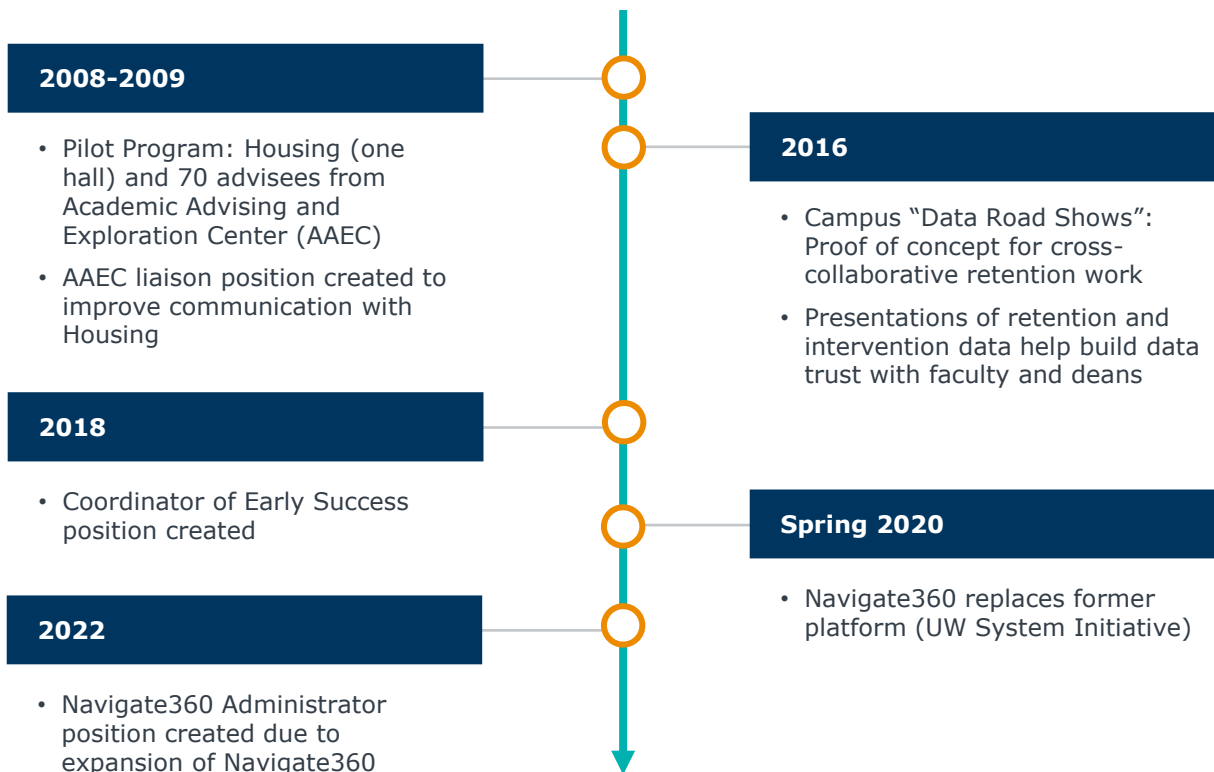 2008-2009
• Pilot Program: Housing (one
hall) and 70 advisees from
Academic Advising and
Exploration Center (AAEC)
• AAEC liaison position created to
improve communication with
Housing
2016
• Campus “Data Road Shows”:
Proof of concept for cross-
collaborative retention work
• Presentations of retention and
intervention data help build data
trust with faculty and deans
2018
• Coordinator of Early Success
position created
Spring 2020
• Navigate360 replaces former
platform (UW System Initiative)
2022
• Navigate360 Administrator
position created due to
expansion of Navigate360